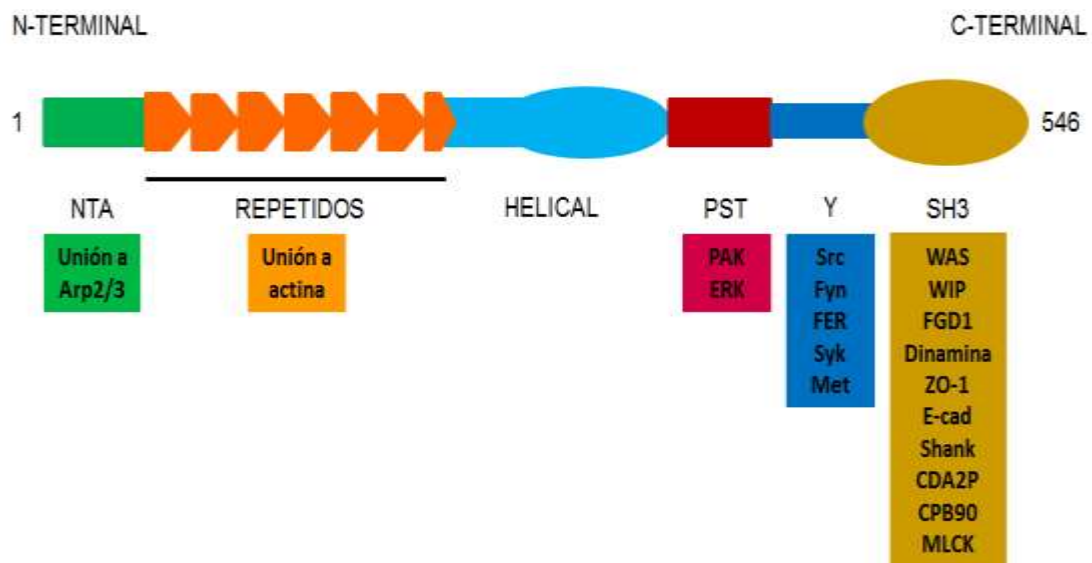 N-TERMINAL
C-TERMINAL
1
546
NTA
REPETIDOS
HELICAL
PST
Y
SH3
Unión a
Arp2/3
Unión a
actina
PAK
ERK
Src
Fyn
FER
Syk
Met
WAS
WIP
FGD1
Dinamina
ZO-1
E-cad
Shank
CDA2P
CPB90
MLCK